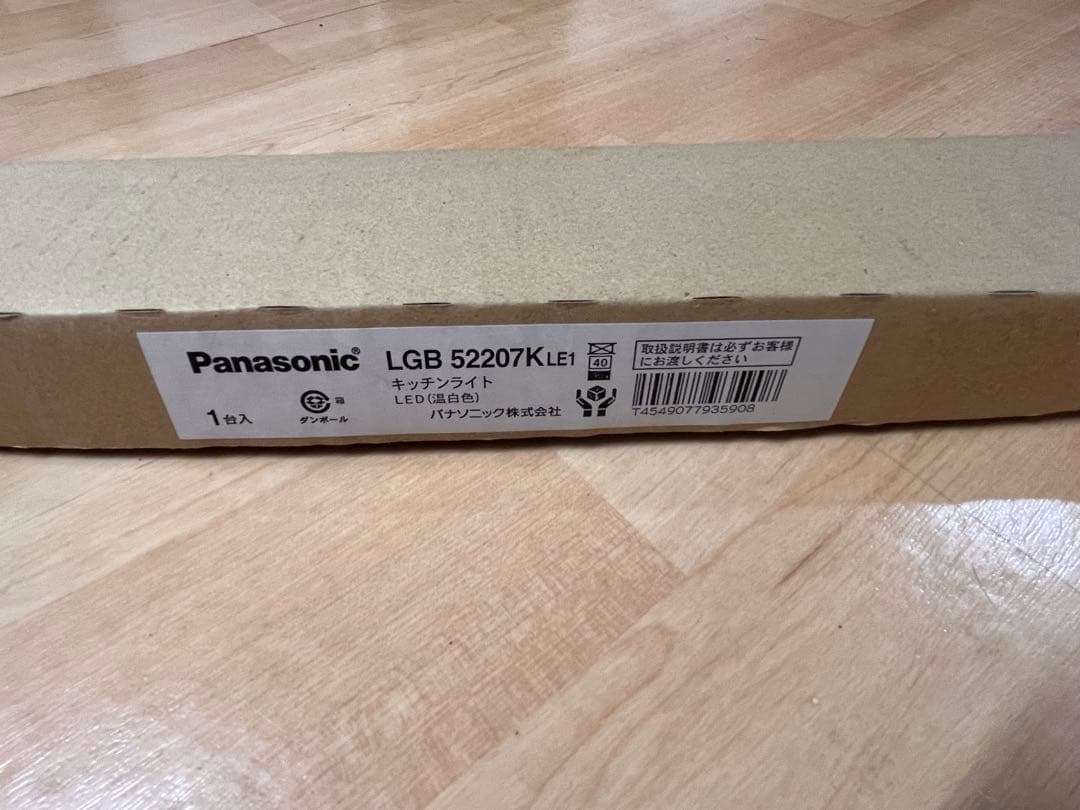 Panasonic®
LGB 52207K LE1
キッチンライト
LED(温白色)
パナソニック株式会社
1台入
箱
ダンボール
40
取扱説明書は必ずお客様
にお渡しください
T4549077935908